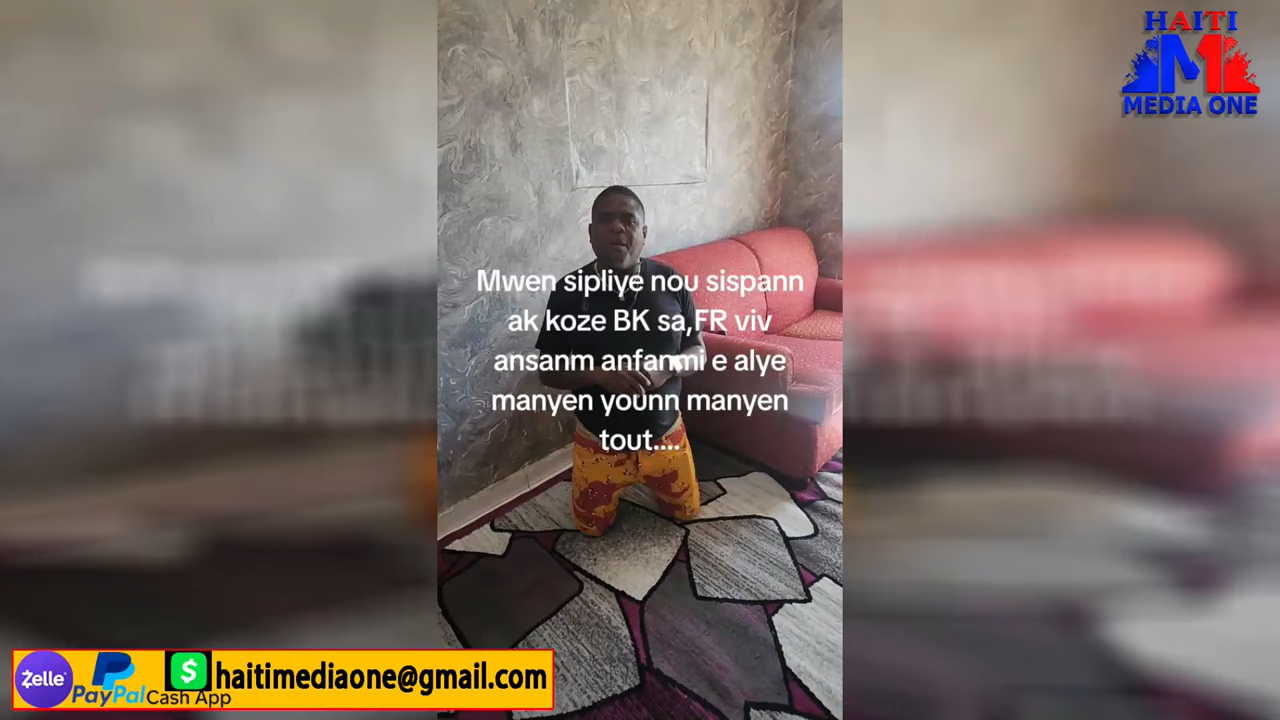 HAITI
M1
MEDIA ONE
Mwen sipliye nou sispann
ak koze BK sa,FR viv
ansanm anfanmi e alye
manyen younn manyen
tout....
Zelle
PayPal
$
Cash App
haitimediaone@gmail.com